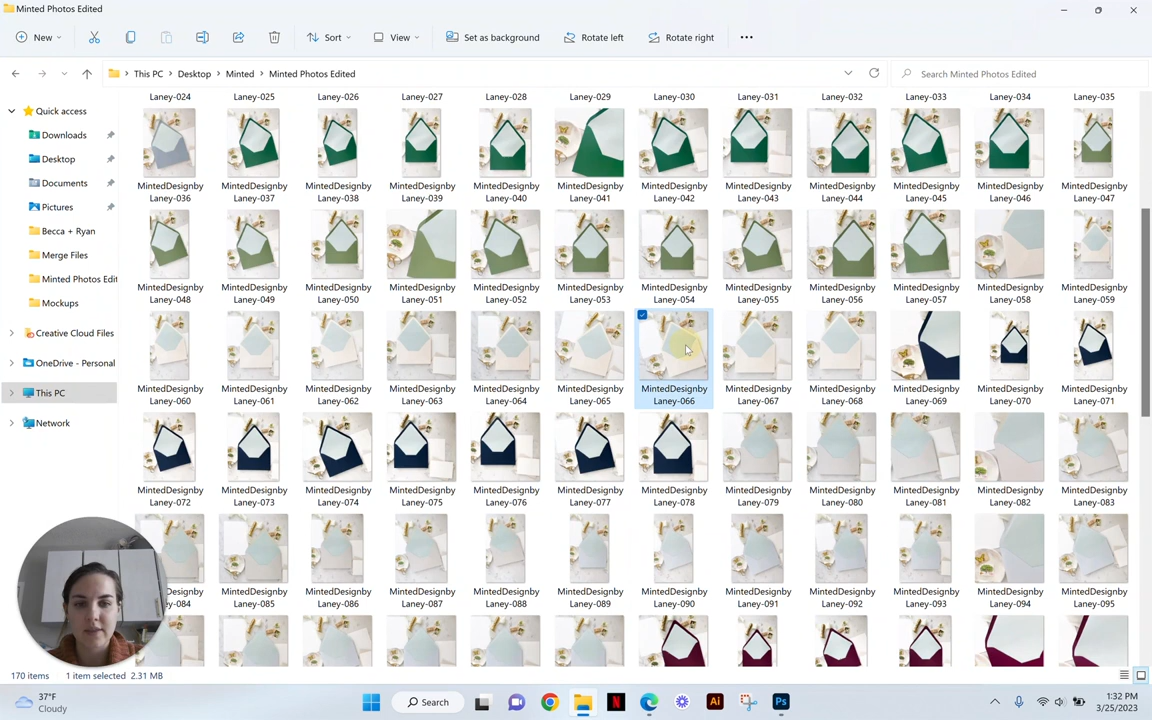 Minted Photos Edited
New
Sort
View
Set as background
Rotate left
Rotate right
This PC > Desktop > Minted > Minted Photos Edited
Search Minted Photos Edited
Quick access
Downloads
Desktop
Documents
Pictures
Becca + Ryan
Merge Files
Minted Photos Edit
Mockups
Creative Cloud Files
OneDrive - Personal
This PC
Network
Laney-024 Laney-025 Laney-026 Laney-027 Laney-028 Laney-029 Laney-030 Laney-031 Laney-032 Laney-033 Laney-034 Laney-035
MintedDesignby MintedDesignby MintedDesignby MintedDesignby MintedDesignby MintedDesignby MintedDesignby MintedDesignby MintedDesignby MintedDesignby MintedDesignby MintedDesignby
Laney-036 Laney-037 Laney-038 Laney-039 Laney-040 Laney-041 Laney-042 Laney-043 Laney-044 Laney-045 Laney-046 Laney-047
MintedDesignby MintedDesignby MintedDesignby MintedDesignby MintedDesignby MintedDesignby MintedDesignby MintedDesignby MintedDesignby MintedDesignby MintedDesignby MintedDesignby
Laney-048 Laney-049 Laney-050 Laney-051 Laney-052 Laney-053 Laney-054 Laney-055 Laney-056 Laney-057 Laney-058 Laney-059
MintedDesignby MintedDesignby MintedDesignby MintedDesignby MintedDesignby MintedDesignby MintedDesignby MintedDesignby MintedDesignby MintedDesignby MintedDesignby MintedDesignby
Laney-060 Laney-061 Laney-062 Laney-063 Laney-064 Laney-065 Laney-066 Laney-067 Laney-068 Laney-069 Laney-070 Laney-071
MintedDesignby MintedDesignby MintedDesignby MintedDesignby MintedDesignby MintedDesignby MintedDesignby MintedDesignby MintedDesignby MintedDesignby MintedDesignby MintedDesignby
Laney-072 Laney-073 Laney-074 Laney-075 Laney-076 Laney-077 Laney-078 Laney-079 Laney-080 Laney-081 Laney-082 Laney-083
Designby MintedDesignby MintedDesignby MintedDesignby MintedDesignby MintedDesignby MintedDesignby MintedDesignby MintedDesignby MintedDesignby MintedDesignby MintedDesignby
y-084 Laney-085 Laney-086 Laney-087 Laney-088 Laney-089 Laney-090 Laney-091 Laney-092 Laney-093 Laney-094 Laney-095
170 items 1 item selected 2.31 MB
37°F
Cloudy
Search
1:32 PM
3/25/2023